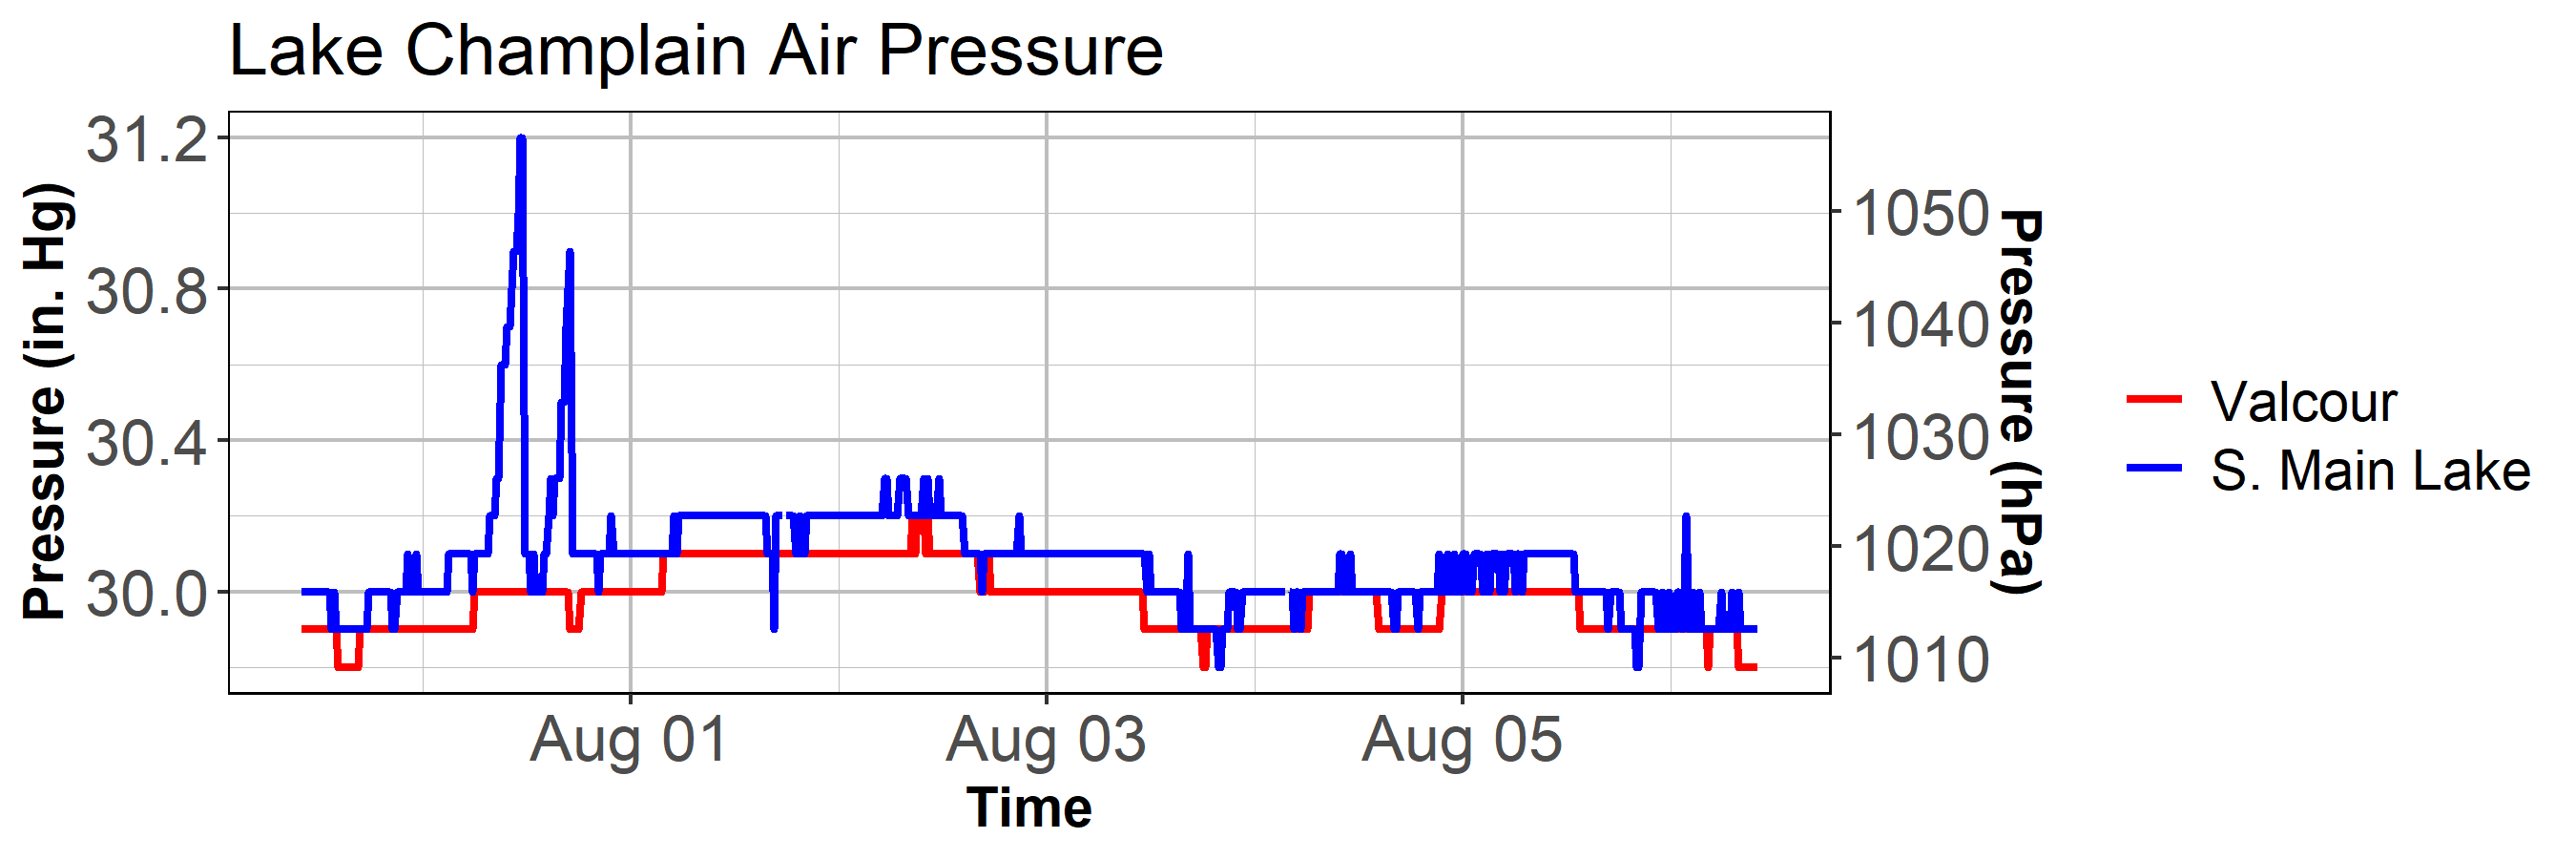 Lake Champlain Air Pressure
Pressure (in. Hg)
31.2
30.8
30.4
30.0
1050
1040
1030
1020
1010
Pressure (hPa)
Aug 01
Aug 03
Aug 05
Time
Valcour
S. Main Lake